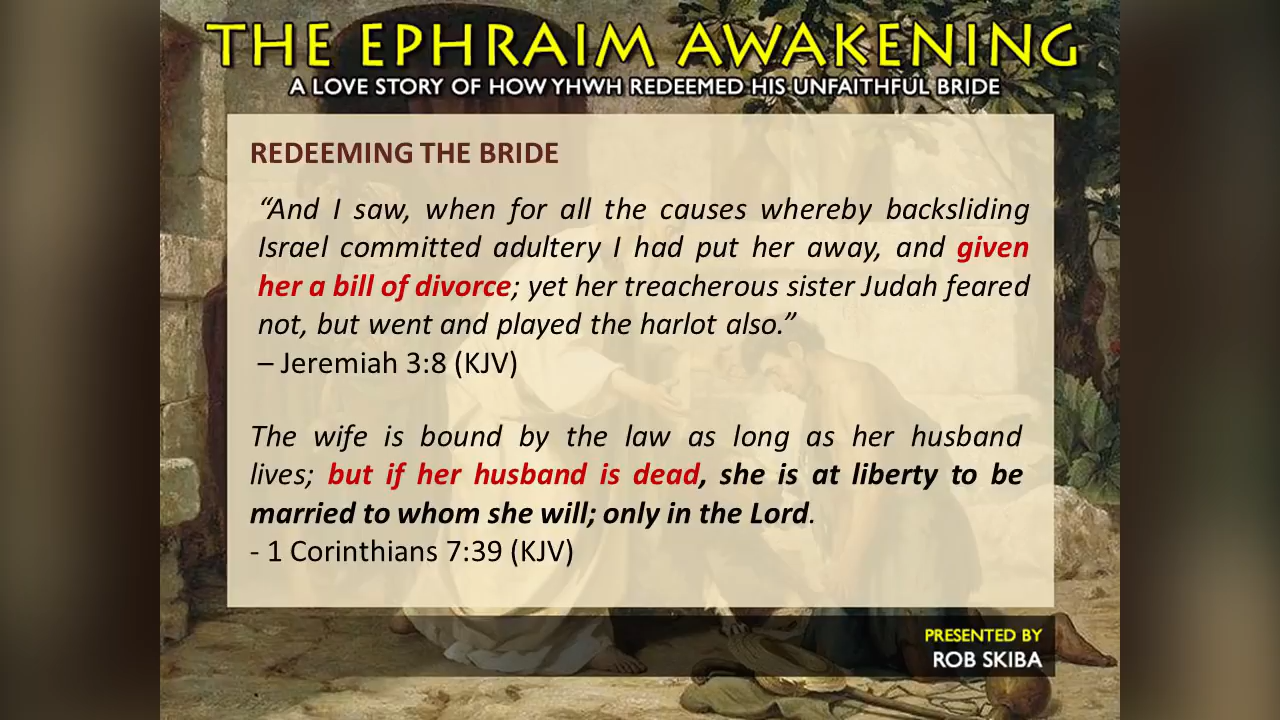 THE EPHRAIM AWAKENING
A LOVE STORY OF HOW YHWH REDEEMED HIS UNFAITHFUL BRIDE
REDEEMING THE BRIDE
“And I saw, when for all the causes whereby backsliding
Israel committed adultery I had put her away, and given
her a bill of divorce; yet her treacherous sister Judah feared
not, but went and played the harlot also.”
– Jeremiah 3:8 (KJV)
The wife is bound by the law as long as her husband
lives; but if her husband is dead, she is at liberty to be
married to whom she will; only in the Lord.
- 1 Corinthians 7:39 (KJV)
PRESENTED BY
ROB SKIBA